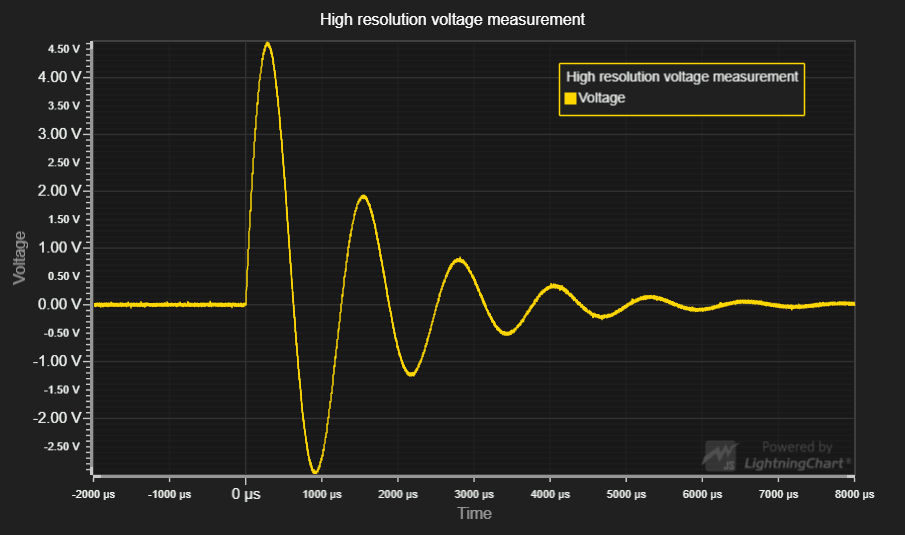 High resolution voltage measurement
4.50 V
4.00 V
3.50 V
3.00 V
2.50 V
2.00 V
1.50 V
1.00 V
0.50 V
0.00 V
-0.50 V
-1.00 V
-1.50 V
-2.00 V
-2.50 V
Voltage
High resolution voltage measurement
Voltage
JS
Powered by
LightningChart®
-2000 µs -1000 µs 0 µs 1000 µs 2000 µs 3000 µs 4000 µs 5000 µs 6000 µs 7000 µs 8000 µs
Time